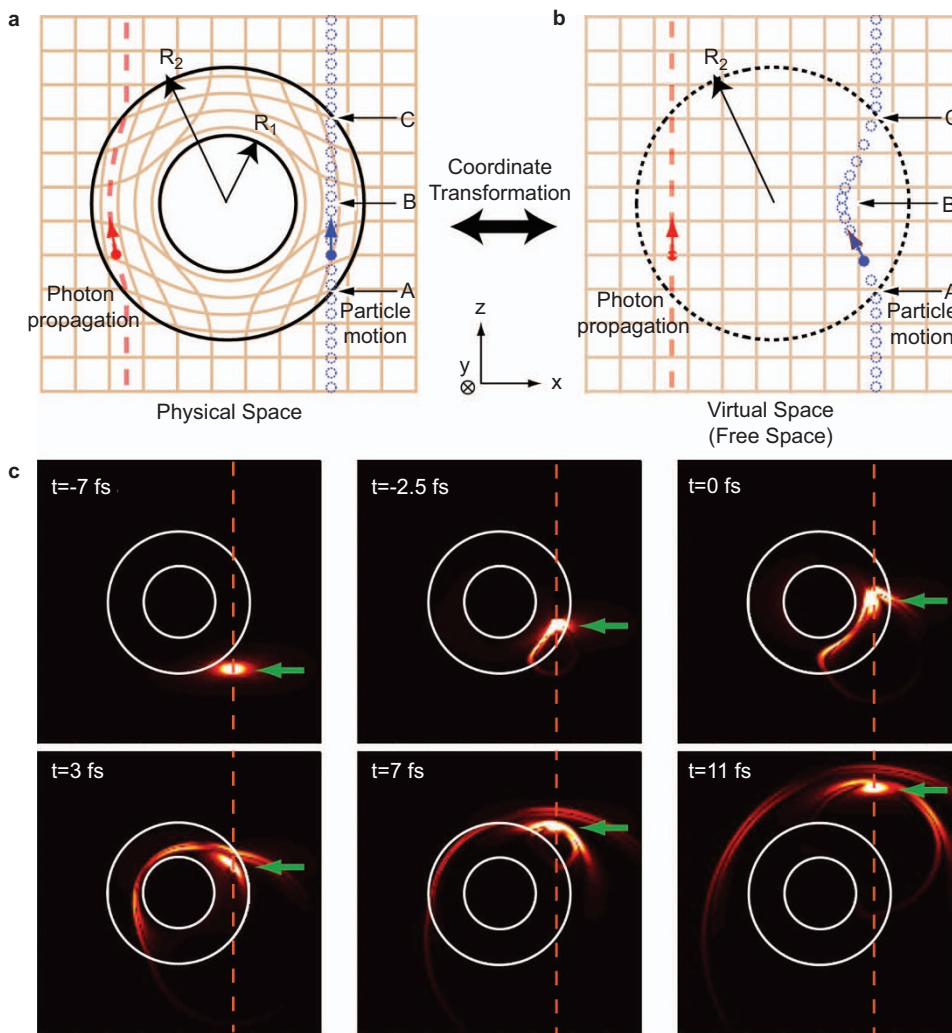 a
b
R2
R1
C
B
A
Photon
propagation
Particle
motion
Physical Space
Coordinate
Transformation
z
y
x
R2
C
B
A
Photon
propagation
Particle
motion
Virtual Space
(Free Space)
c
t=-7 fs
t=-2.5 fs
t=0 fs
t=3 fs
t=7 fs
t=11 fs